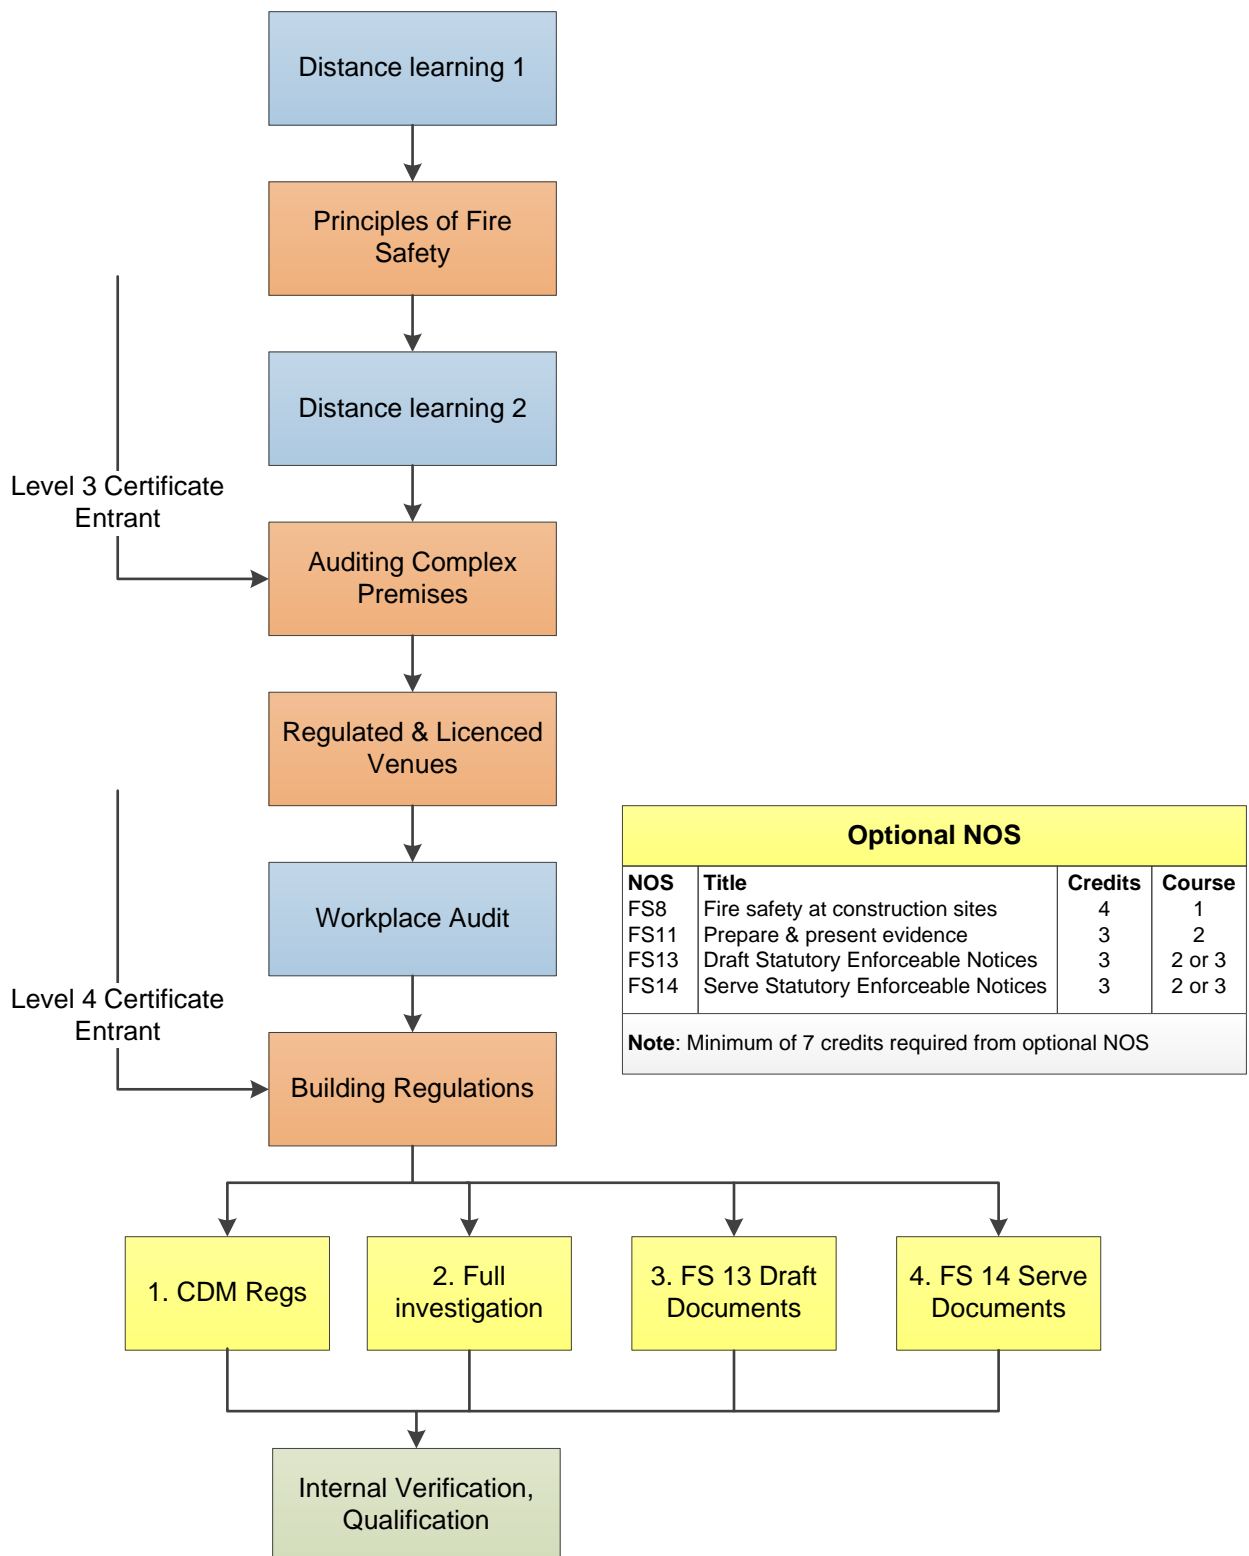 Distance learning 1
Principles of Fire
Safety
Distance learning 2
Level 3 Certificate
Entrant
Auditing Complex
Premises
Regulated & Licenced
Venues
Workplace Audit
Level 4 Certificate
Entrant
Building Regulations
Optional NOS
NOS Title Credits Course
FS8 Fire safety at construction sites 4 1
FS11 Prepare & present evidence 3 2
FS13 Draft Statutory Enforceable Notices 3 2 or 3
FS14 Serve Statutory Enforceable Notices 3 2 or 3
Note: Minimum of 7 credits required from optional NOS
1. CDM Regs
2. Full
investigation
3. FS 13 Draft
Documents
4. FS 14 Serve
Documents
Internal Verification,
Qualification